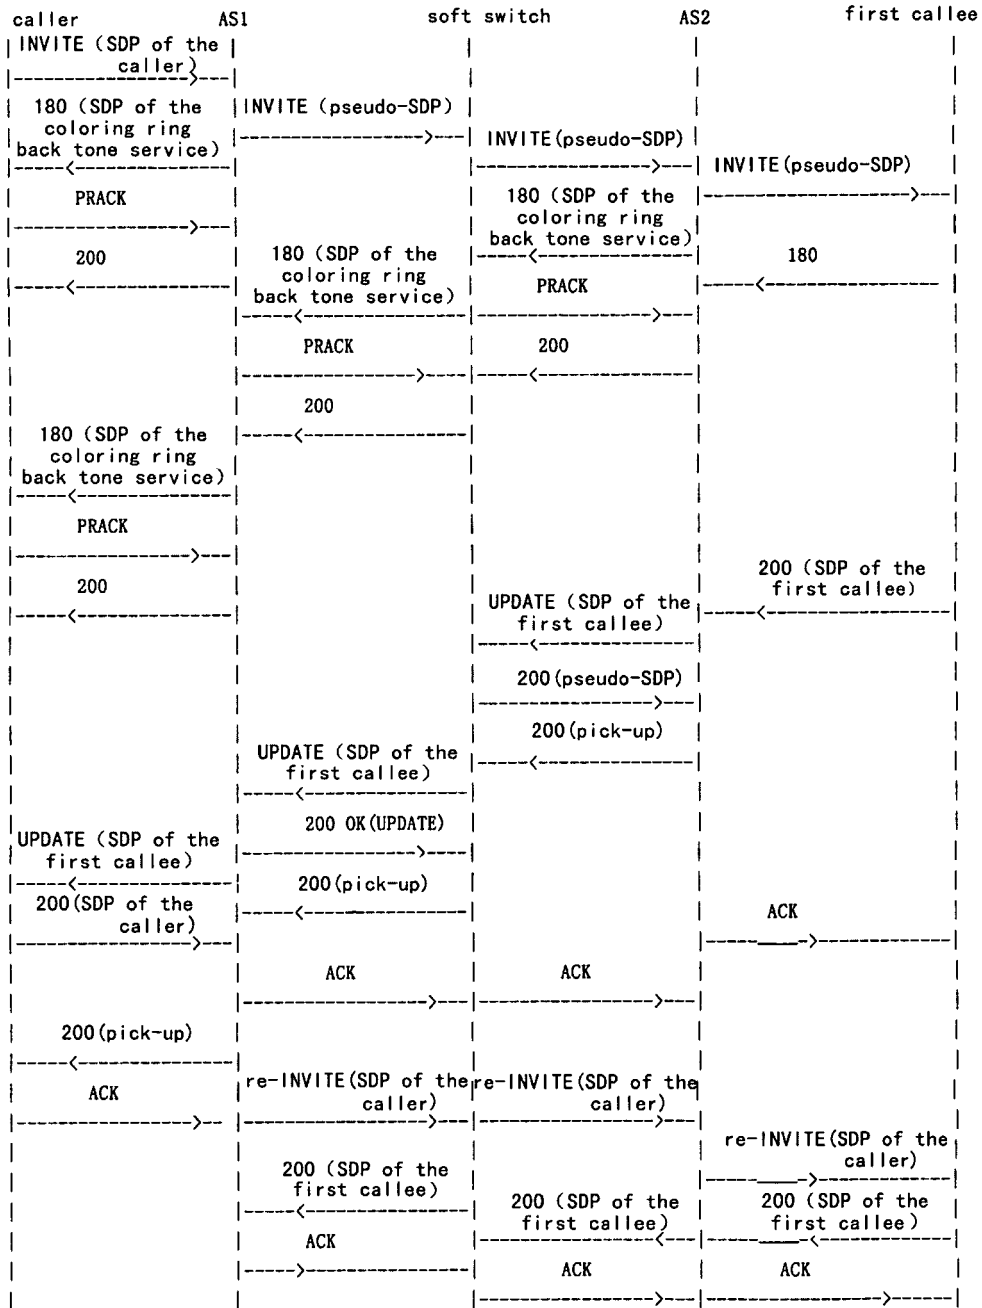 caller AS1 soft switch AS2 first callee
INVITE (SDP of the
caller)
180 (SDP of the
coloring ring
back tone service)
INVITE (pseudo-SDP)
INVITE(pseudo-SDP)
INVITE(pseudo-SDP)
PRACK
180 (SDP of the
coloring ring
back tone service)
200
180 (SDP of the
coloring ring
back tone service)
180
PRACK
PRACK
200
200
180 (SDP of the
coloring ring
back tone service)
PRACK
200
200 (SDP of the
first callee)
UPDATE (SDP of the
first callee)
200(pseudo-SDP)
200(pick-up)
UPDATE (SDP of the
first callee)
200 OK(UPDATE)
UPDATE (SDP of the
first callee)
200(pick-up)
200(SDP of the
caller)
ACK
ACK
ACK
200(pick-up)
ACK
re-INVITE(SDP of the
caller)
re-INVITE(SDP of the
caller)
re-INVITE(SDP of the
caller)
200 (SDP of the
first callee)
200 (SDP of the
first callee)
200 (SDP of the
first callee)
ACK
ACK
ACK